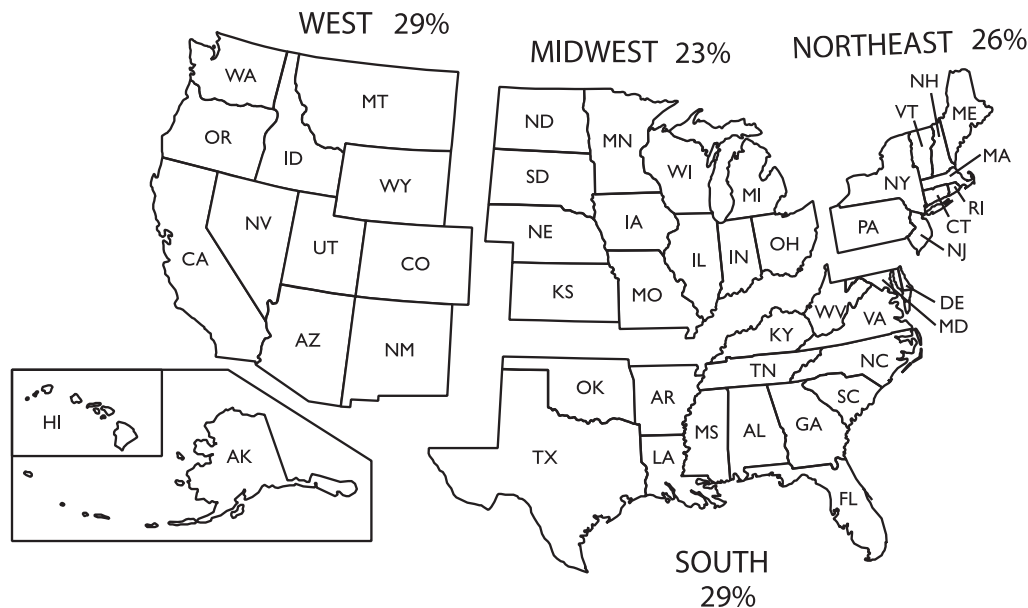 WEST 29%
MIDWEST 23%
NORTHEAST 26%
WA
MT
OR
ID
WY
NV
UT
CO
CA
AZ
NM
HI
AK
ND
MN
SD
WI
MI
NE
IA
IL
IN
OH
KS
MO
NH
VT
ME
MA
NY
RI
CT
PA
NJ
DE
MD
WV
VA
KY
NC
TN
OK
AR
SC
MS
AL
GA
TX
LA
FL
SOUTH
29%